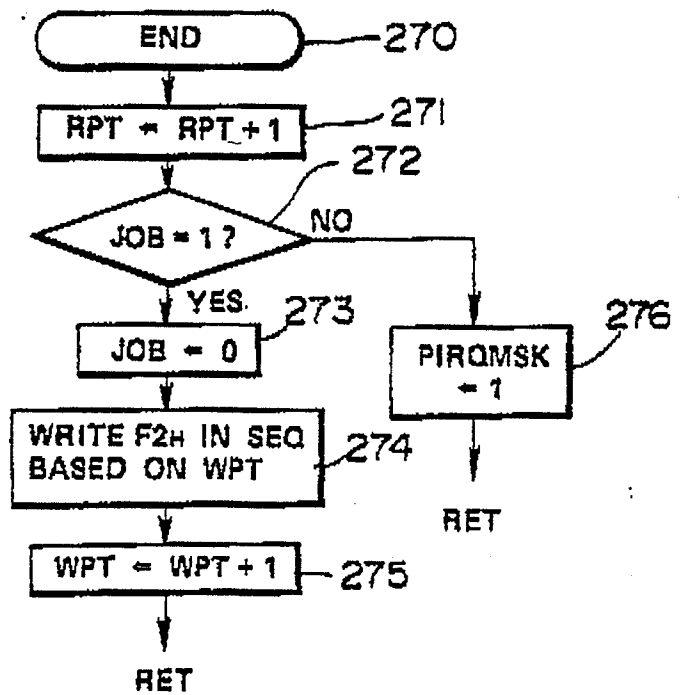 END
270
RPT ← RPT + 1
271
272
JOB = 1 ?
NO
YES
273
JOB ← 0
276
PIRQMSK
← 1
WRITE F2H IN SEQ
BASED ON WPT
274
RET
WPT ← WPT + 1
275
RET